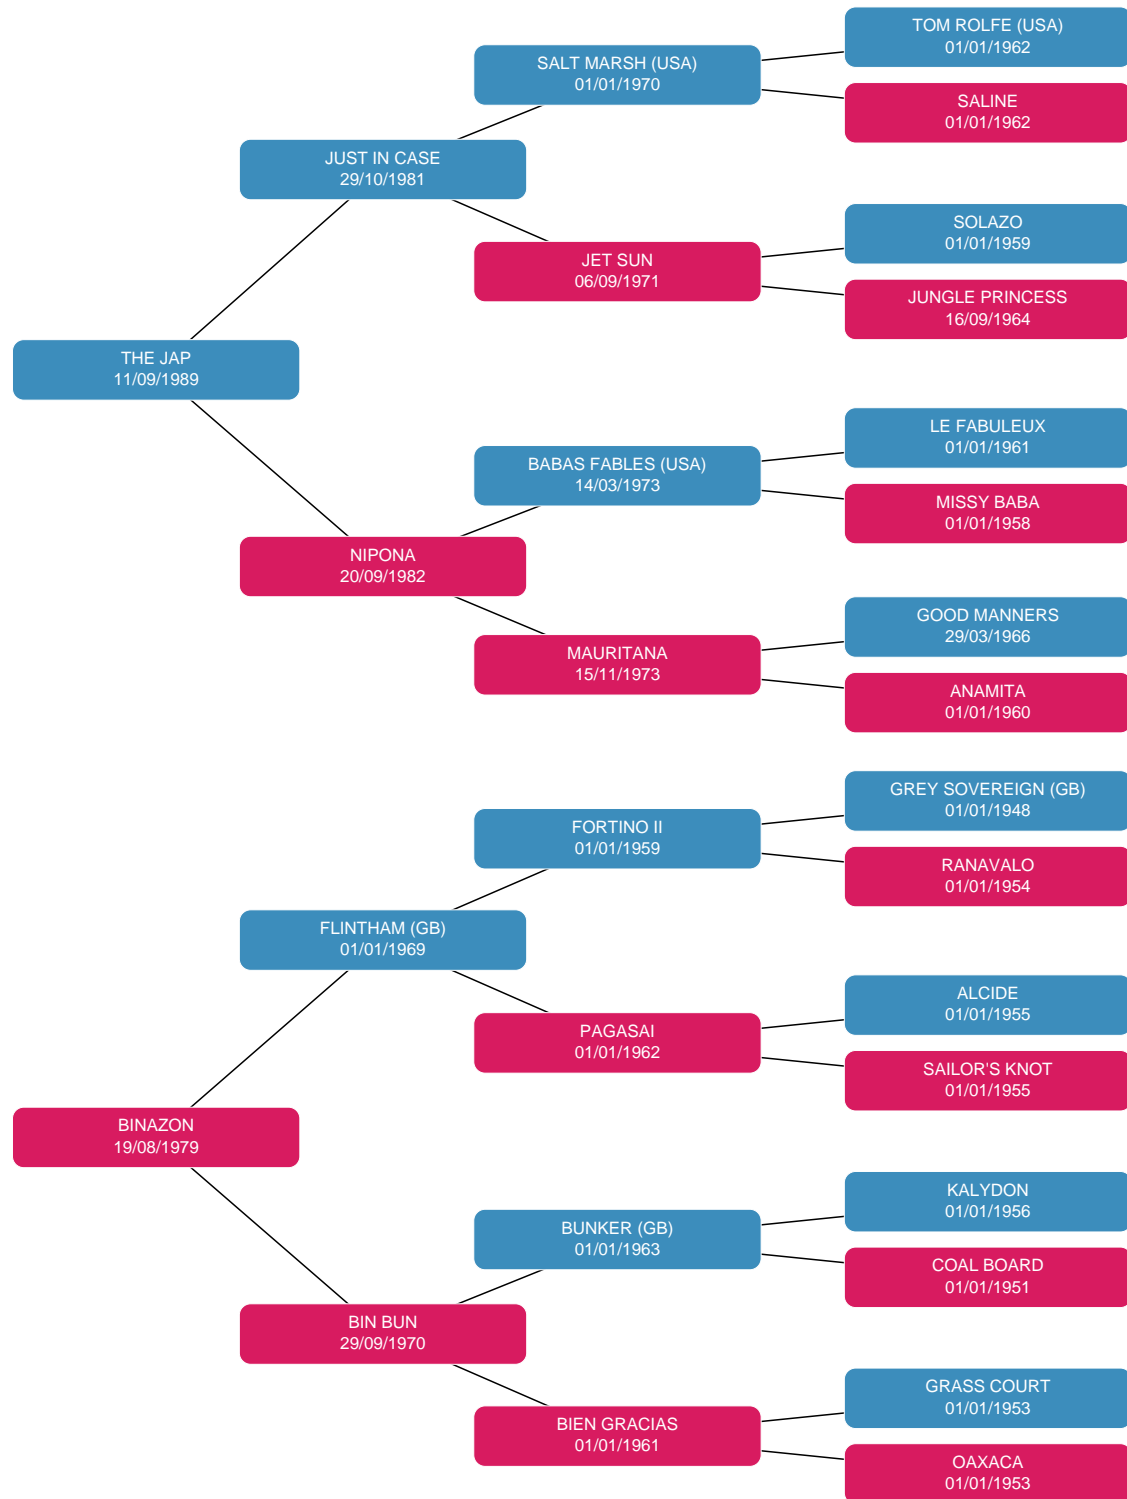 TOM ROLFE (USA)
01/01/1962
SALT MARSH (USA)
01/01/1970
SALINE
01/01/1962
JUST IN CASE
29/10/1981
SOLAZO
01/01/1959
JET SUN
06/09/1971
JUNGLE PRINCESS
16/09/1964
THE JAP
11/09/1989
LE FABULEUX
01/01/1961
BABAS FABLES (USA)
14/03/1973
MISSY BABA
01/01/1958
NIPONA
20/09/1982
GOOD MANNERS
29/03/1966
MAURITANA
15/11/1973
ANAMITA
01/01/1960
GREY SOVEREIGN (GB)
01/01/1948
FORTINO II
01/01/1959
RANAVALO
01/01/1954
FLINTHAM (GB)
01/01/1969
ALCIDE
01/01/1955
PAGASAI
01/01/1962
SAILOR'S KNOT
01/01/1955
BINAZON
19/08/1979
KALYDON
01/01/1956
BUNKER (GB)
01/01/1963
COAL BOARD
01/01/1951
BIN BUN
29/09/1970
GRASS COURT
01/01/1953
BIEN GRACIAS
01/01/1961
OAXACA
01/01/1953